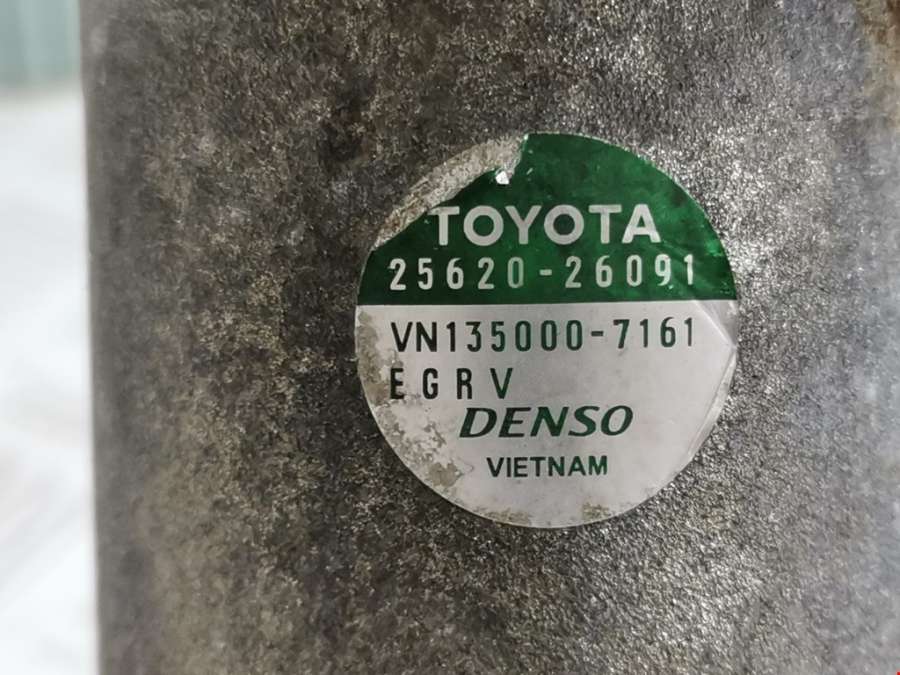 TOYOTA
25620-26091
VN135000-7161
EGRV
DENSO
VIETNAM